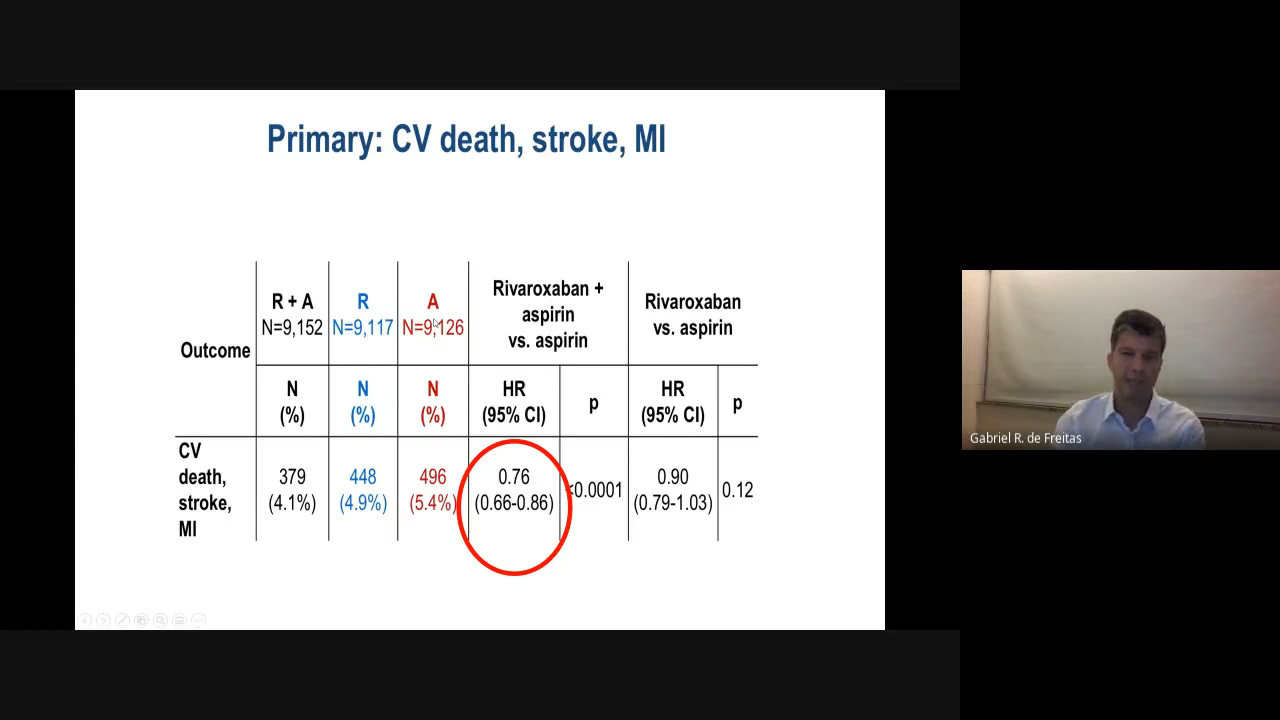 Primary: CV death, stroke, MI
Outcome
R + A
N=9,152
R
N=9,117
A
N=9,126
Rivaroxaban +
aspirin
vs. aspirin
Rivaroxaban
vs. aspirin
N
(%)
N
(%)
N
(%)
HR
(95% CI)
p
HR
(95% CI)
p
CV
death,
stroke,
MI
379
(4.1%)
448
(4.9%)
496
(5.4%)
0.76
(0.66-0.86)
<0.0001
0.90
(0.79-1.03)
0.12
Gabriel R. de Freitas